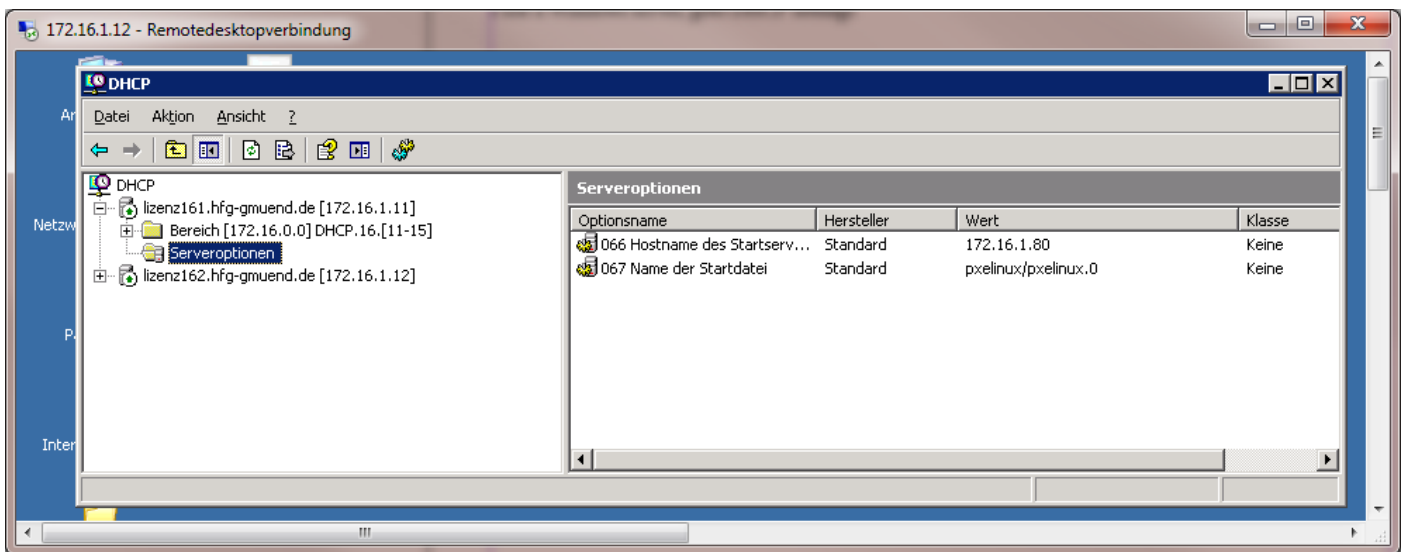 172.16.1.12 - Remotedesktopverbindung
DHCP
Datei Aktion Ansicht ?
DHCP
lizenz161.hfg-gmuend.de [172.16.1.11]
Bereich [172.16.0.0] DHCP.16.[11-15]
Serveroptionen
lizenz162.hfg-gmuend.de [172.16.1.12]
Serveroptionen
Optionsname Hersteller Wert Klasse
066 Hostname des Startserv... Standard 172.16.1.80 Keine
067 Name der Startdatei Standard pxelinux/pxelinux.0 Keine
Ar
Netzw
P
Inter